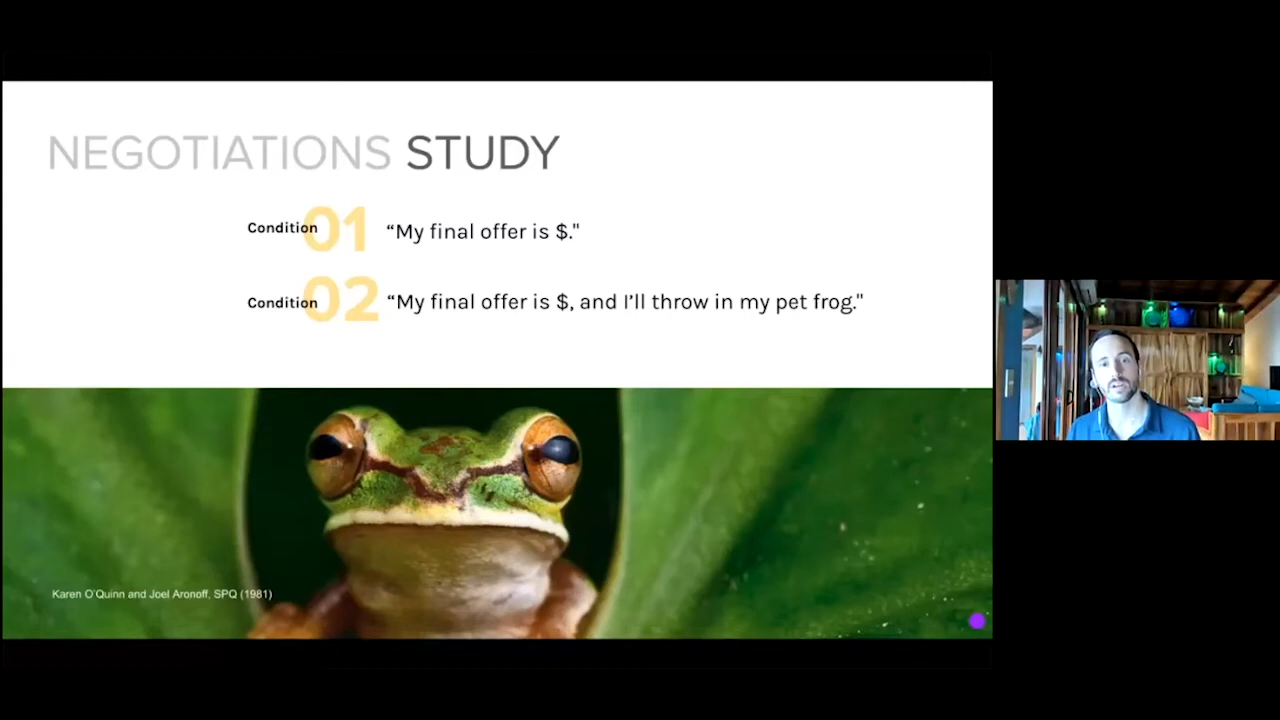 NEGOTIATIONS STUDY
Condition 01 “My final offer is $."
Condition 02 “My final offer is $, and I’ll throw in my pet frog."
Karen O’Quinn and Joel Aronoff, SPQ (1981)